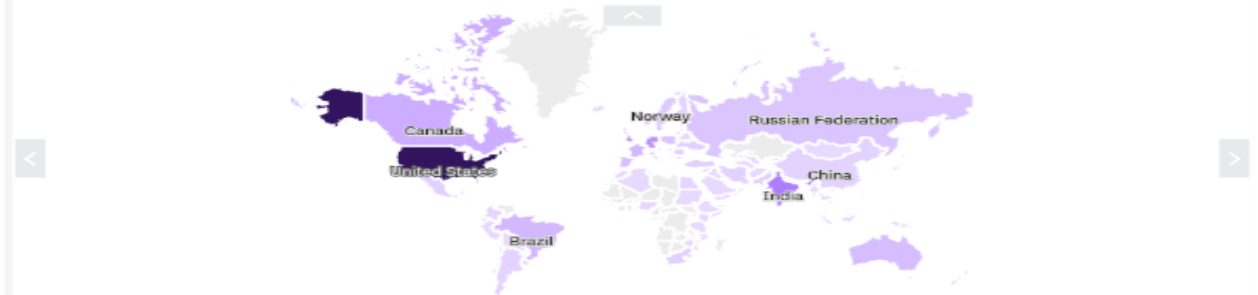 Norway
Russian Federation
Canada
United States
China
India
Brazil